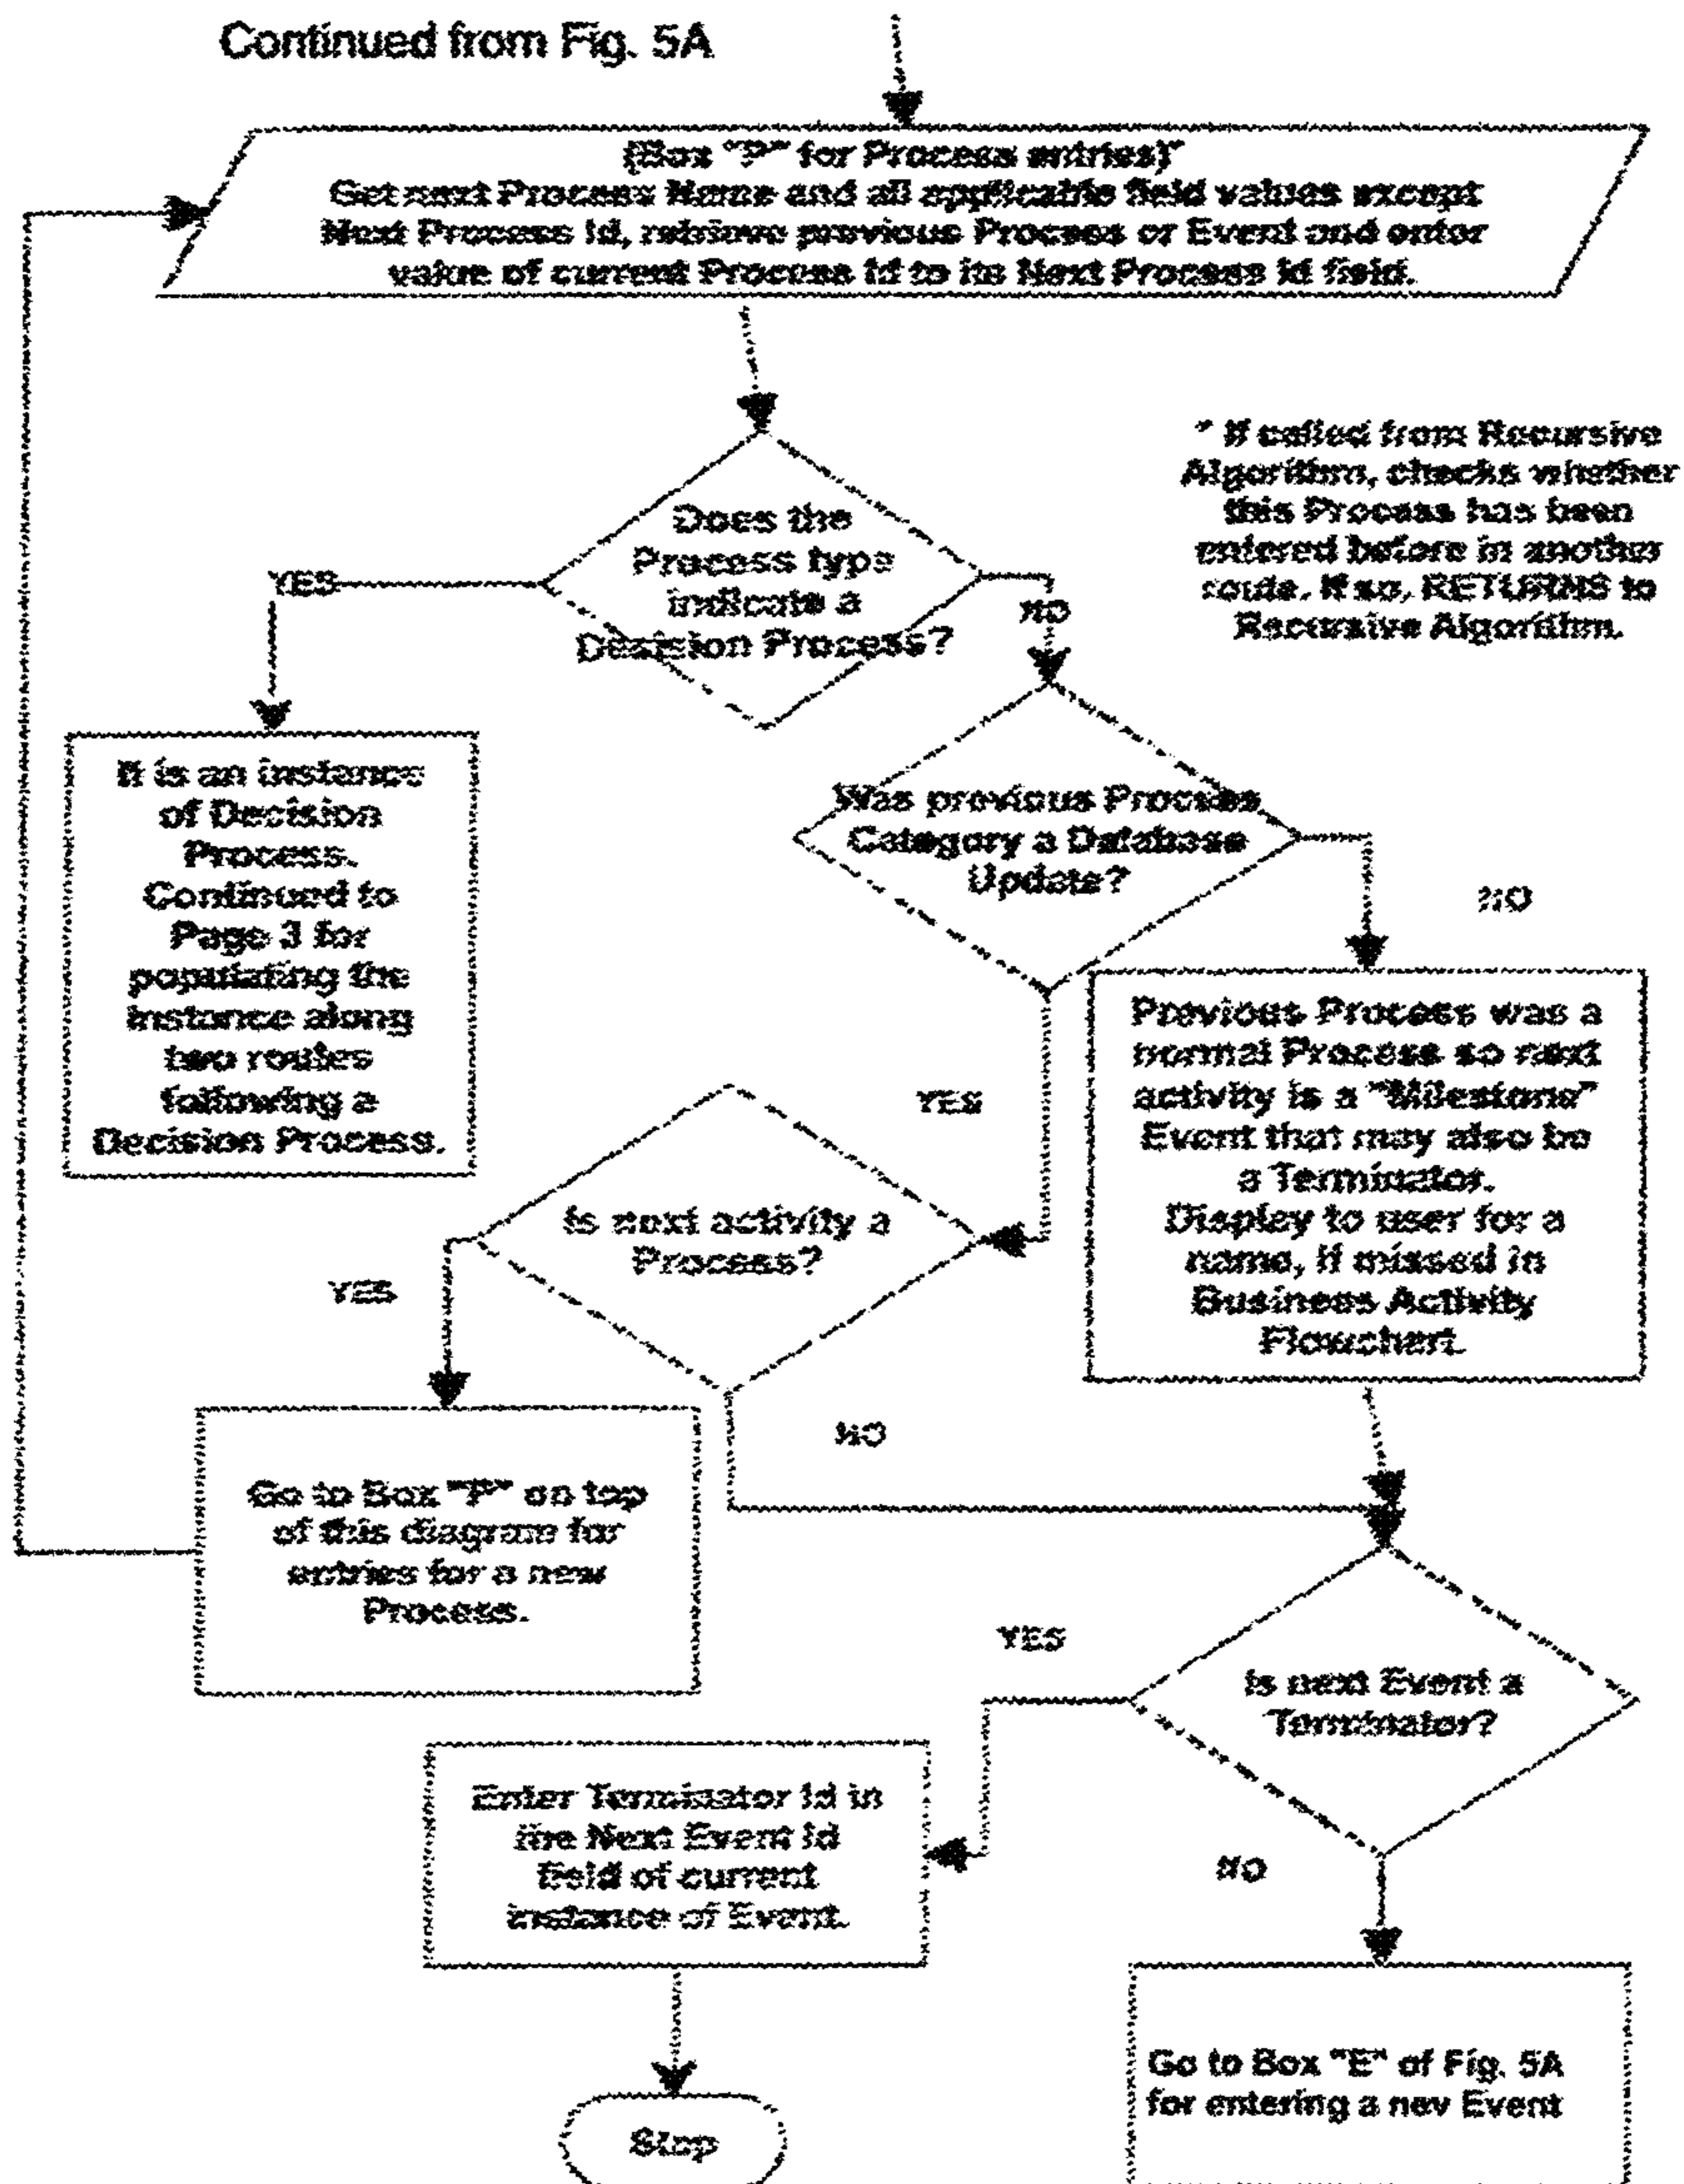 Continued from Fig. 5A
(Box "P" for Process entries)*
Get next Process Name and all applicable field values except
Next Process Id, retrieve previous Process or Event and enter
value of current Process Id to its Next Process Id field.
* If called from Recursive
Algorithm, checks whether
this Process has been
entered before in another
route. If so, RETURNS to
Recursive Algorithm.
Does the
Process type
indicate a
Decision Process?
YES
NO
It is an instance
of Decision
Process.
Continued to
Page 3 for
populating the
instance along
two routes
following a
Decision Process.
Was previous Process
Category a Database
Update?
NO
YES
Previous Process was a
normal Process so next
activity is a "Milestone"
Event that may also be
a Terminator.
Display to user for a
name, if missed in
Business Activity
Flowchart.
Is next activity a
Process?
YES
NO
Go to Box "P" on top
of this diagram for
entries for a new
Process.
Is next Event a
Terminator?
YES
NO
Enter Terminator Id in
the Next Event Id
field of current
instance of Event.
Go to Box "E" of Fig. 5A
for entering a nev Event
Stop